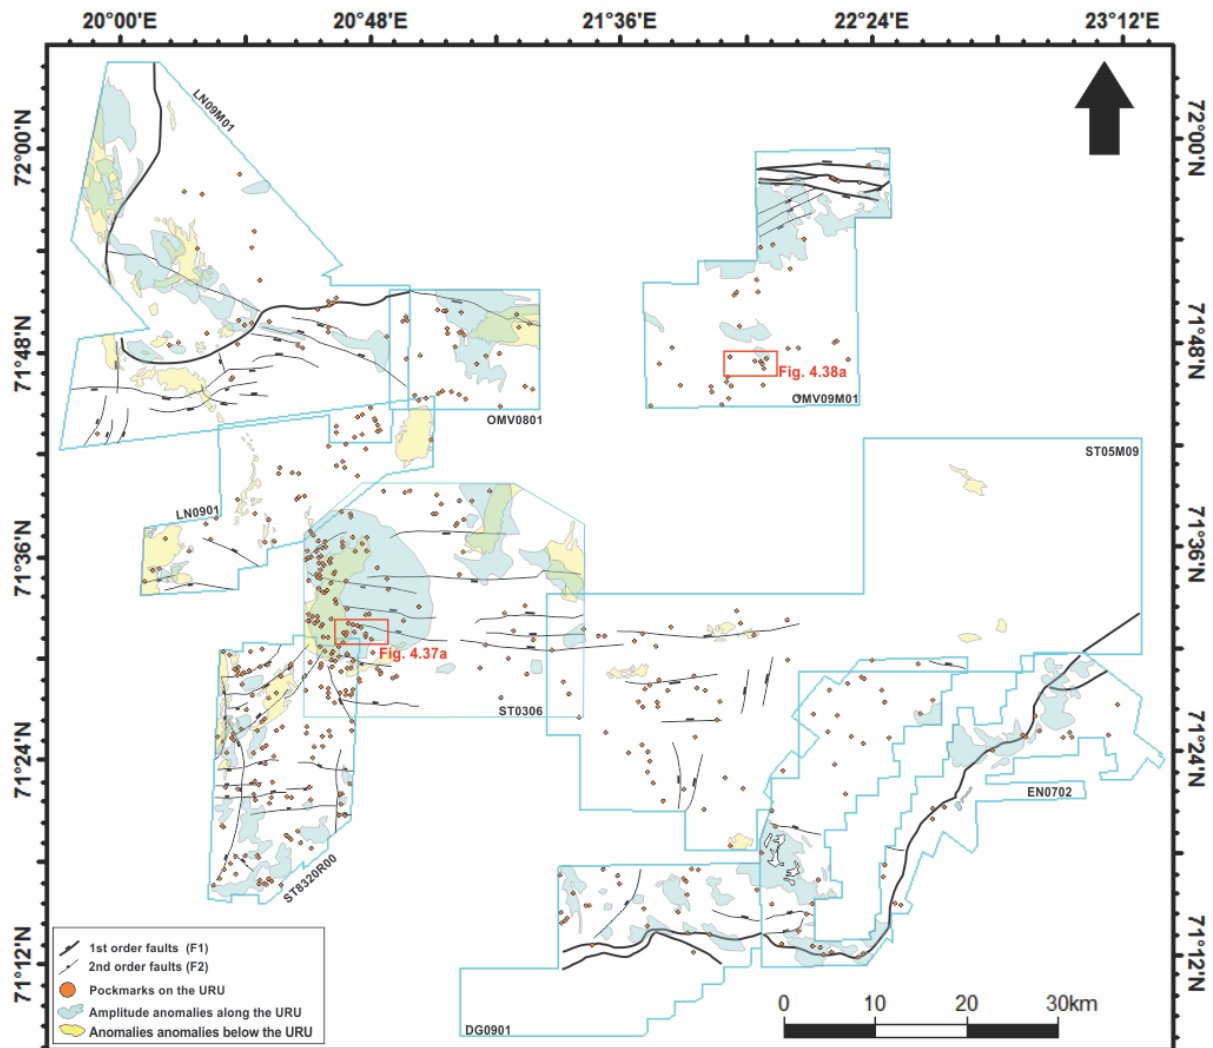 20°00'E 20°48'E 21°36'E 22°24'E 23°12'E
72°00'N
71°48'N
71°36'N
71°24'N
71°12'N
72°00'N
71°48'N
71°36'N
71°24'N
71°12'N
LN09M01
OMV0801
Fig. 4.38a
OMV09M01
ST05M09
LN0901
Fig. 4.37a
ST0306
EN0702
ST8320R00
DG0901
1st order faults (F1)
2nd order faults (F2)
Pockmarks on the URU
Amplitude anomalies along the URU
Anomalies anomalies below the URU
0 10 20 30km